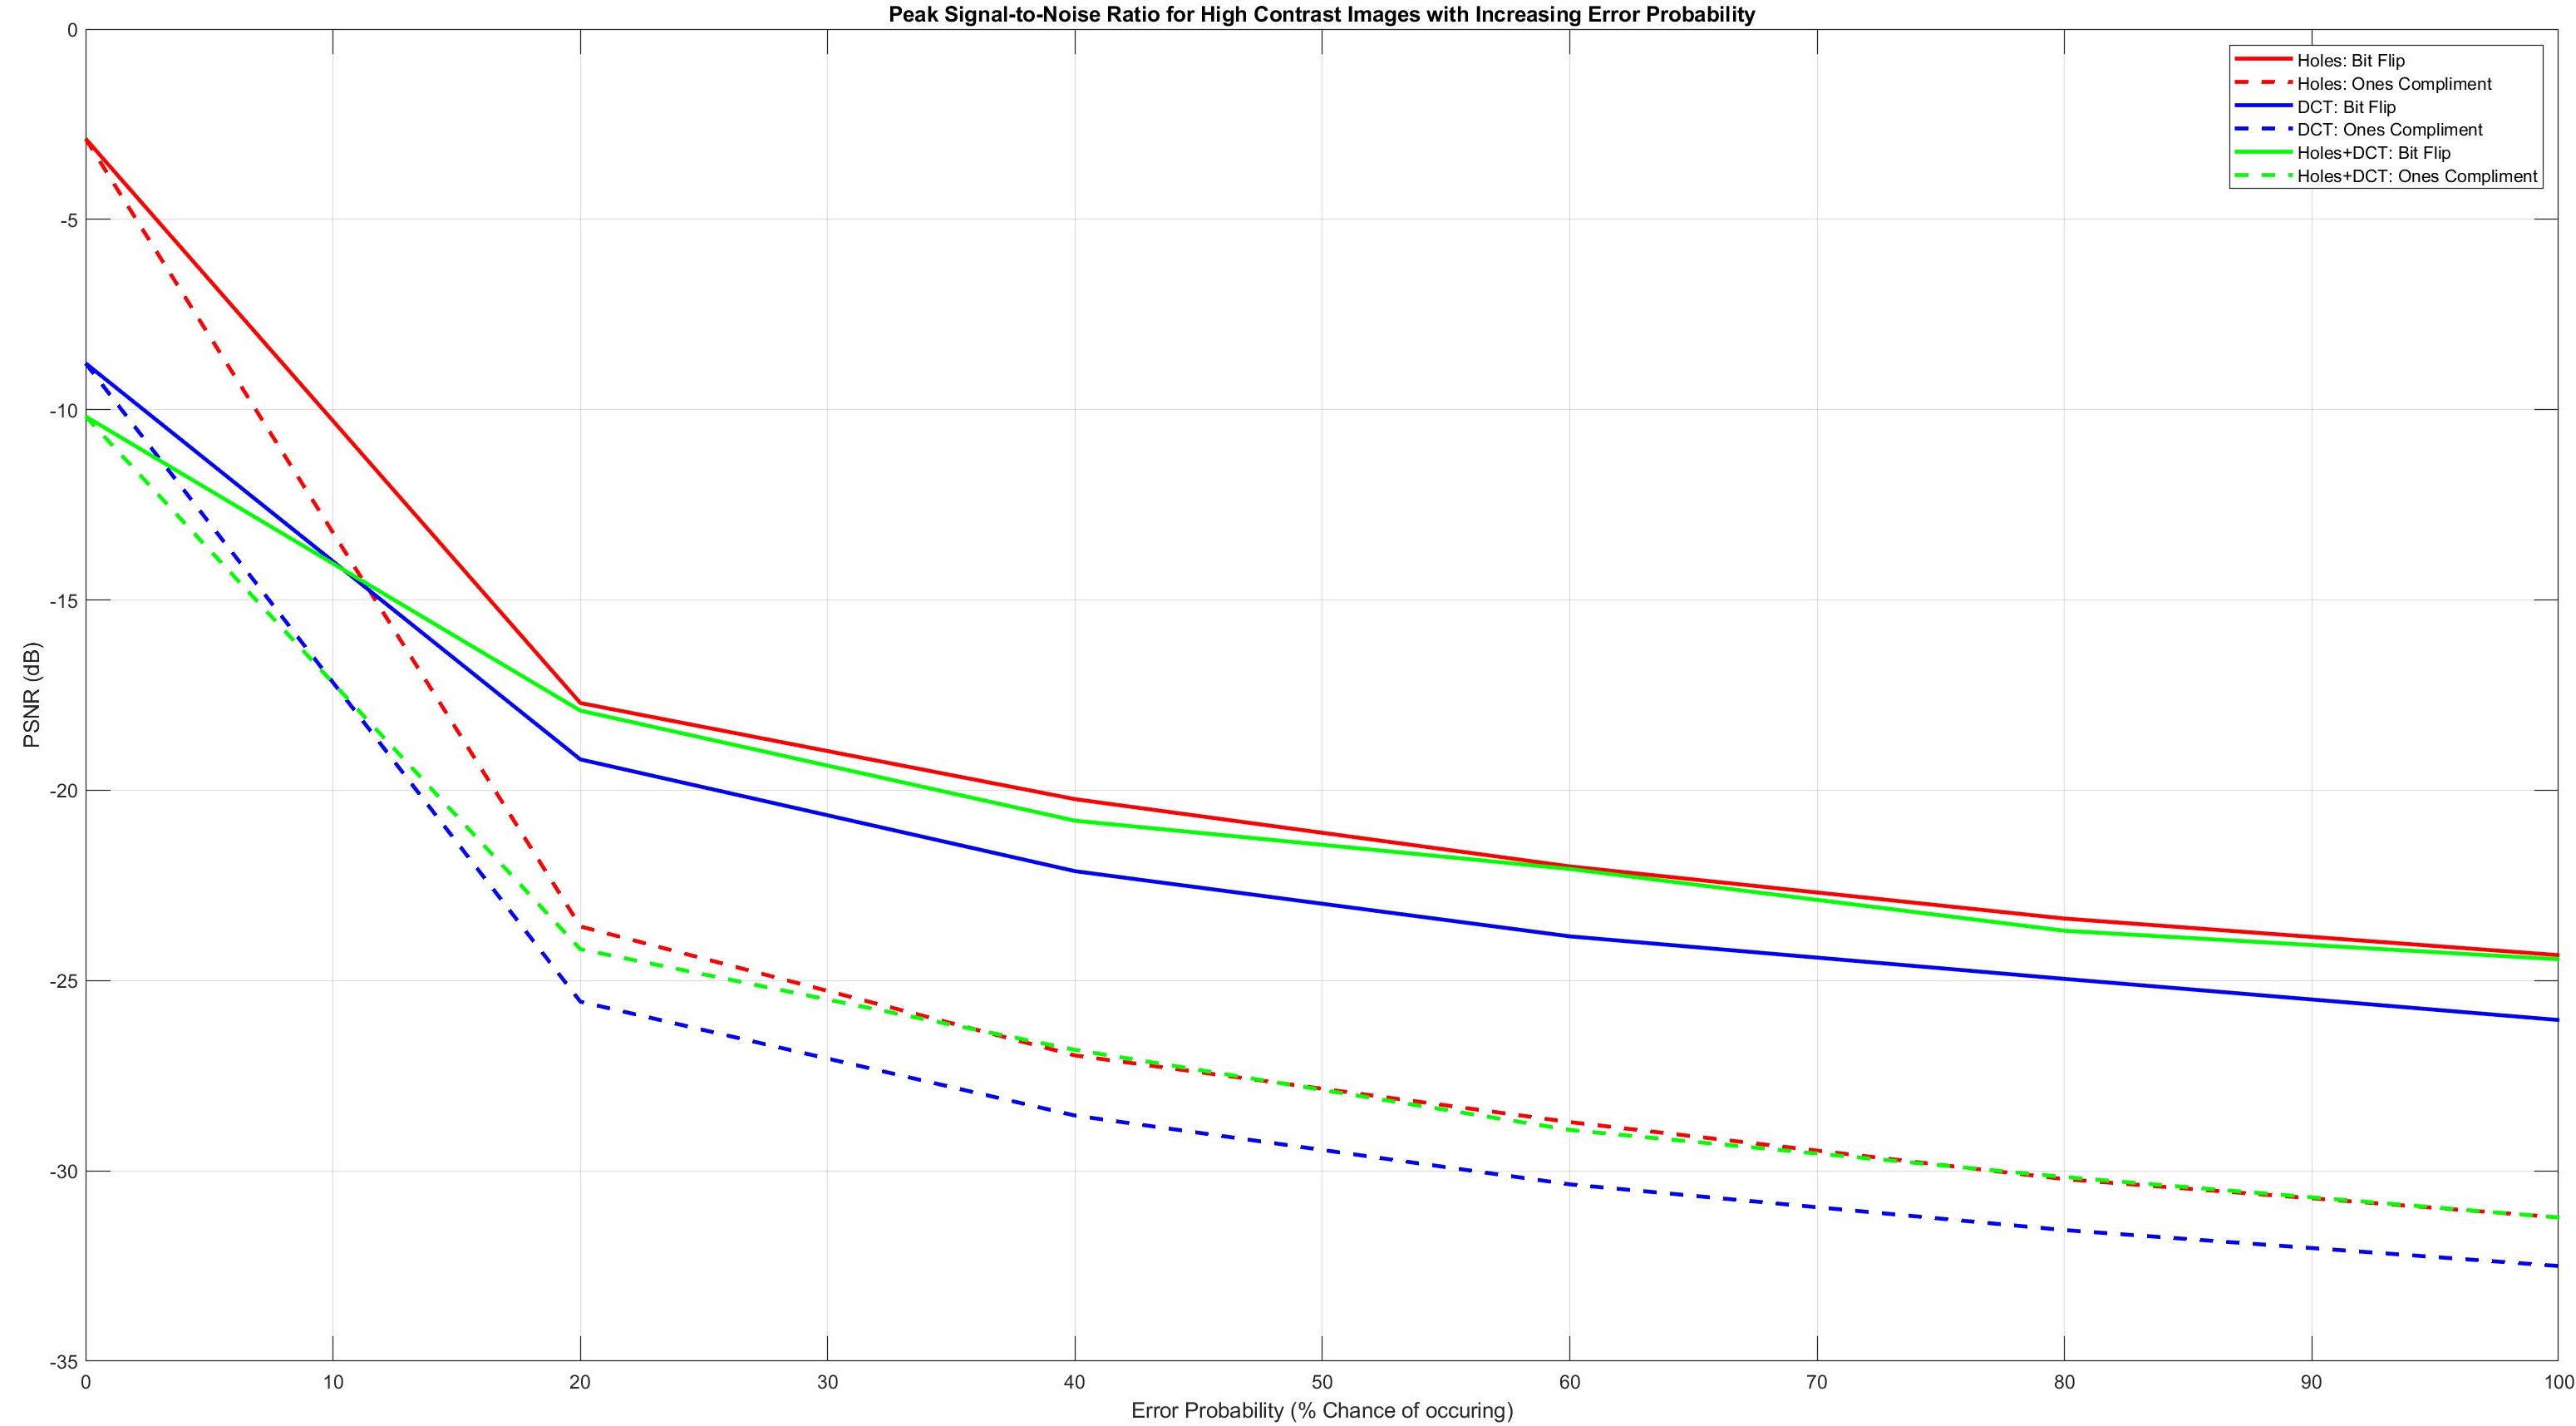 Peak Signal-to-Noise Ratio for High Contrast Images with Increasing Error Probability
Holes: Bit Flip
Holes: Ones Compliment
DCT: Bit Flip
DCT: Ones Compliment
Holes+DCT: Bit Flip
Holes+DCT: Ones Compliment
PSNR (dB)
0
-5
-10
-15
-20
-25
-30
-35
0 10 20 30 40 50 60 70 80 90 100
Error Probability (% Chance of occuring)